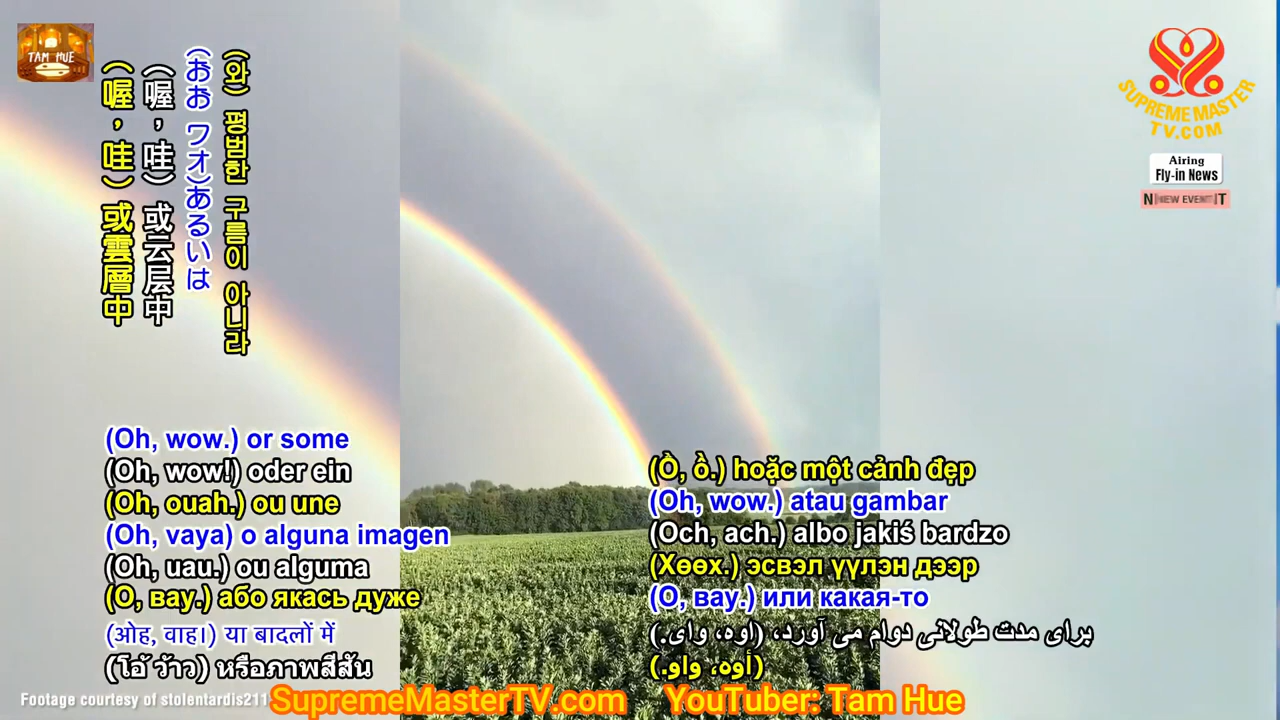 TAM HUE
(와) 평범한 구름이 아니라
(おお ワオ)あるいは
(喔，哇) 或云层中
(喔，哇) 或雲層中
SUPREME MASTER
TV.COM
Airing
Fly-in News
(Oh, wow.) or some
(Oh, wow!) oder ein
(Oh, ouah.) ou une
(Oh, vaya) o alguna imagen
(Oh, uau.) ou alguma
(О, вау.) або якась дуже
(ओह, वाह।) या बादलों में
(โอ้ ว้าว) หรือภาพสีสัน
(Ồ, ồ.) hoặc một cảnh đẹp
(Oh, wow.) atau gambar
(Och, ach.) albo jakiś bardzo
(Хөөх.) эсвэл үүлэн дээр
(О, вау.) или какая-то
برای مدت طولانی دوام می آورد، (اوه، وای.)
(أوه، واو.)
Footage courtesy of stolentardis211
SupremeMasterTV.com YouTuber: Tam Hue